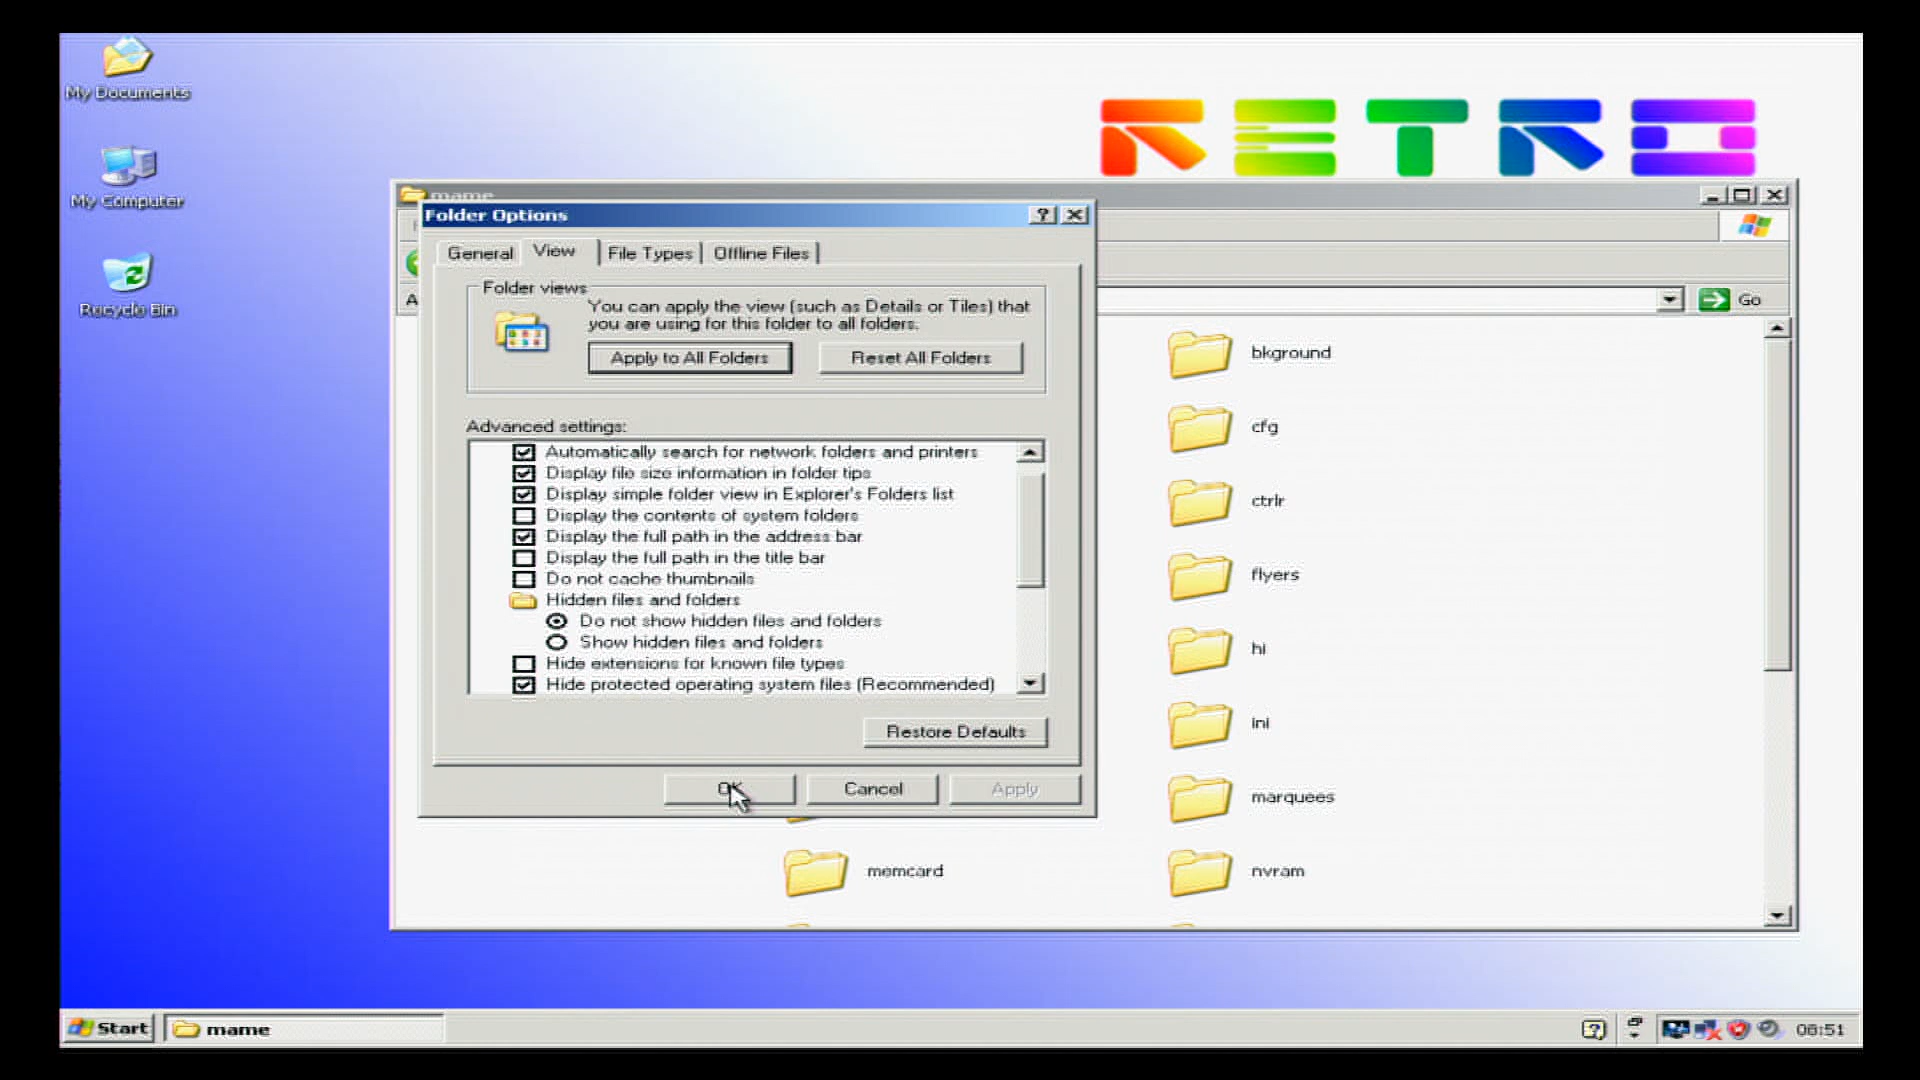 My Documents
My Computer
Recycle Bin
RETRO
mame
Folder Options
General View File Types Offline Files
Folder views
You can apply the view (such as Details or Tiles) that
you are using for this folder to all folders.
Apply to All Folders Reset All Folders
Advanced settings:
Automatically search for network folders and printers
Display file size information in folder tips
Display simple folder view in Explorer's Folders list
Display the contents of system folders
Display the full path in the address bar
Display the full path in the title bar
Do not cache thumbnails
Hidden files and folders
Do not show hidden files and folders
Show hidden files and folders
Hide extensions for known file types
Hide protected operating system files (Recommended)
Restore Defaults
OK Cancel Apply
Go
bkground
cfg
ctrlr
flyers
hi
ini
marquees
memcard
nvram
Start mame
06:51